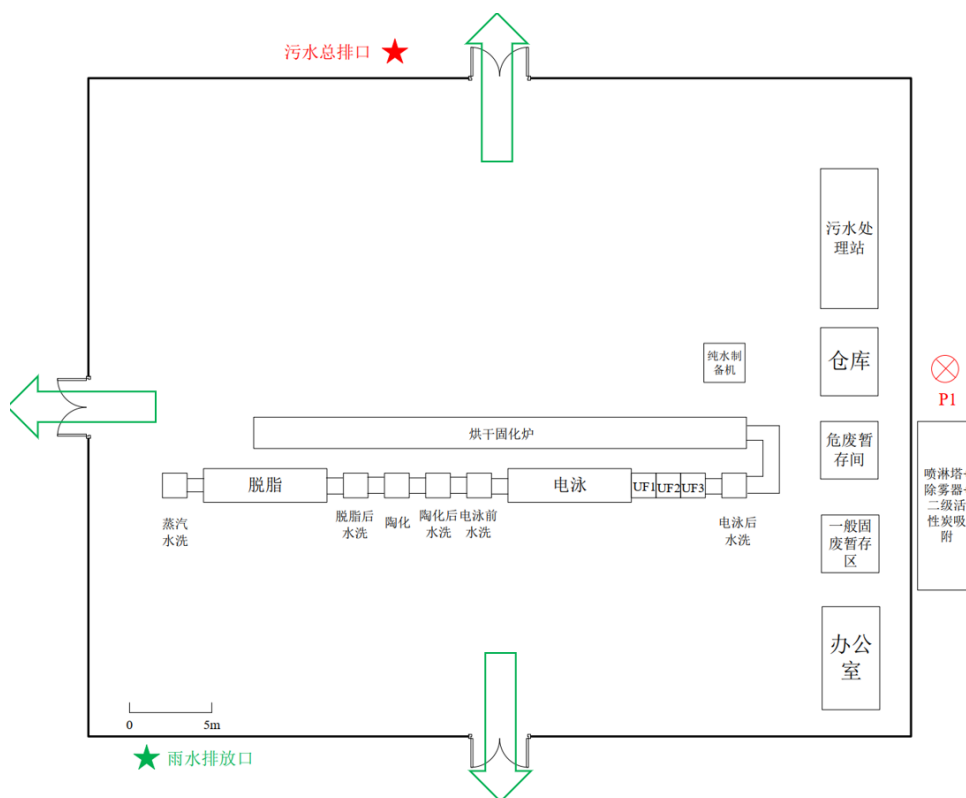 污水总排口
污水处
理站
纯水制
备机
仓库
P1
烘干固化炉
危废暂
存间
喷淋塔+
除雾器+
二级活
性炭吸
附
脱脂
电泳
UF1
UF2
UF3
蒸汽
水洗
脱脂后
水洗
陶化
陶化后
水洗
电泳前
水洗
电泳后
水洗
一般固
废暂存
区
办公
室
0
5m
雨水排放口